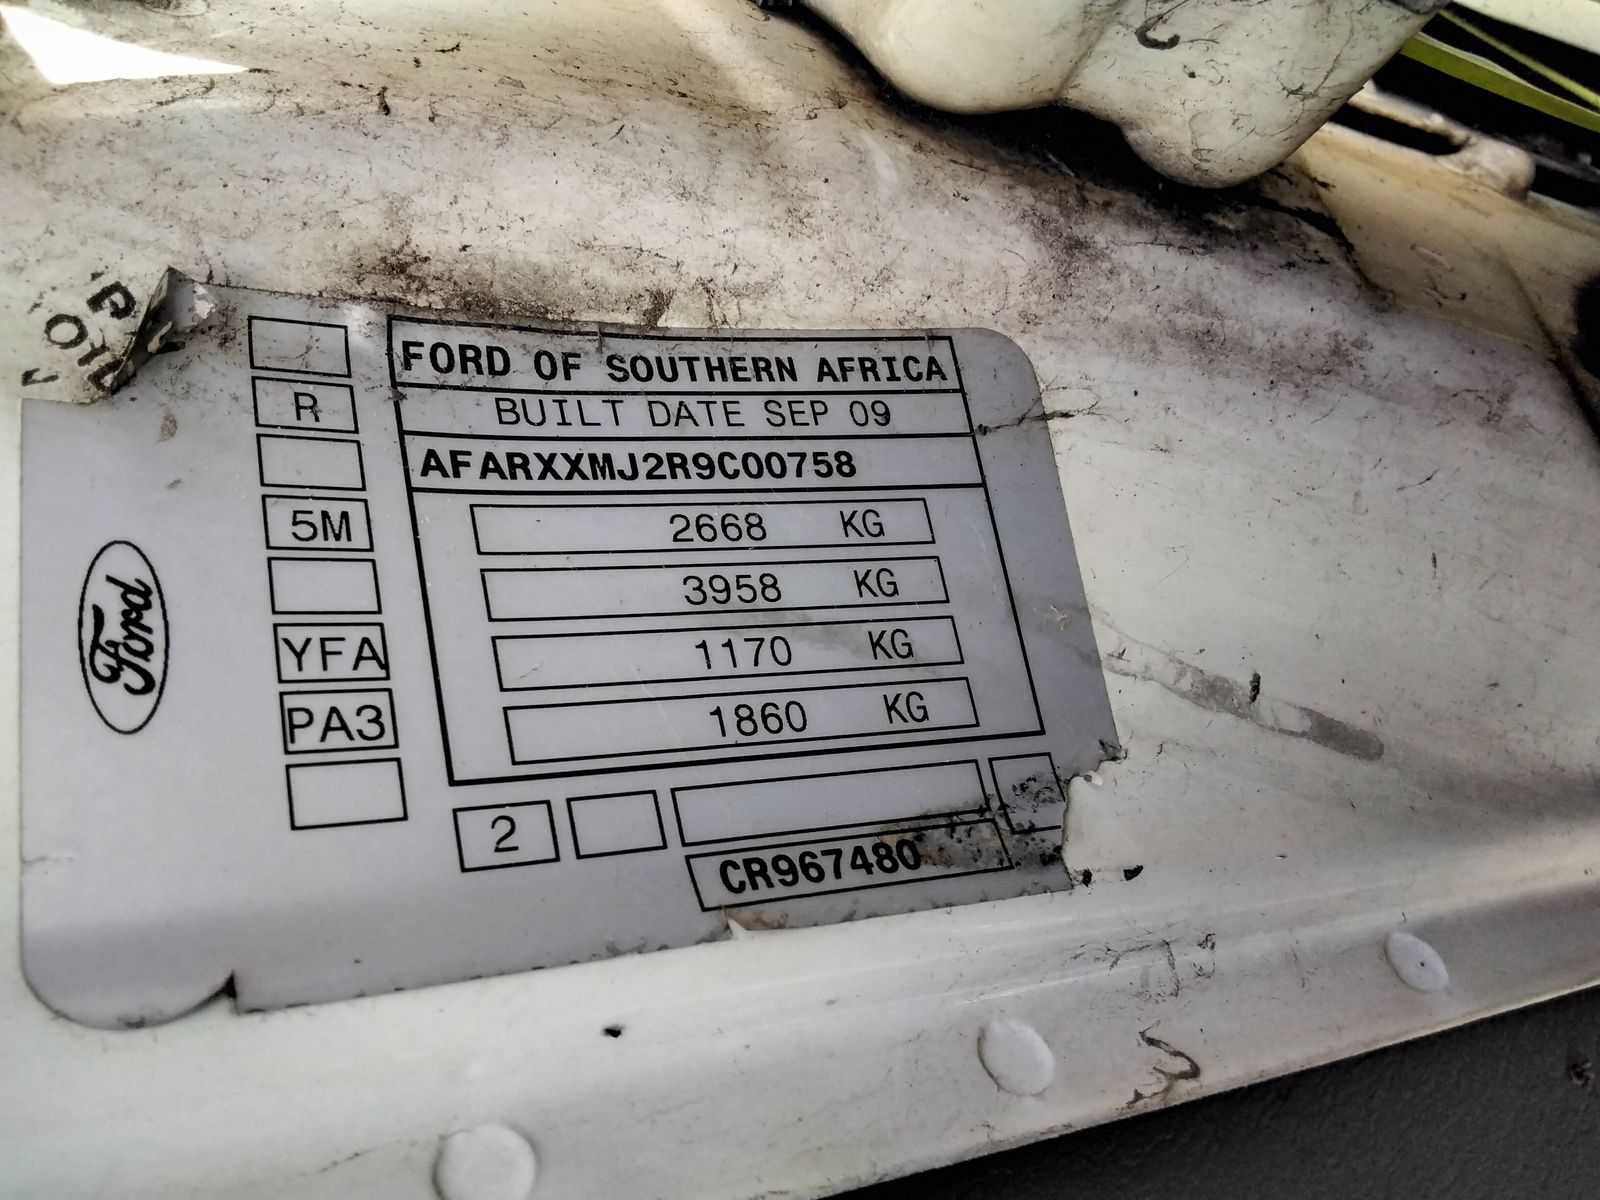 FORD OF SOUTHERN AFRICA
BUILT DATE SEP 09
AFARXXMJ2R9C00758
2668 KG
3958 KG
1170 KG
1860 KG
R
5M
YFA
PA3
2
CR967480
Ford